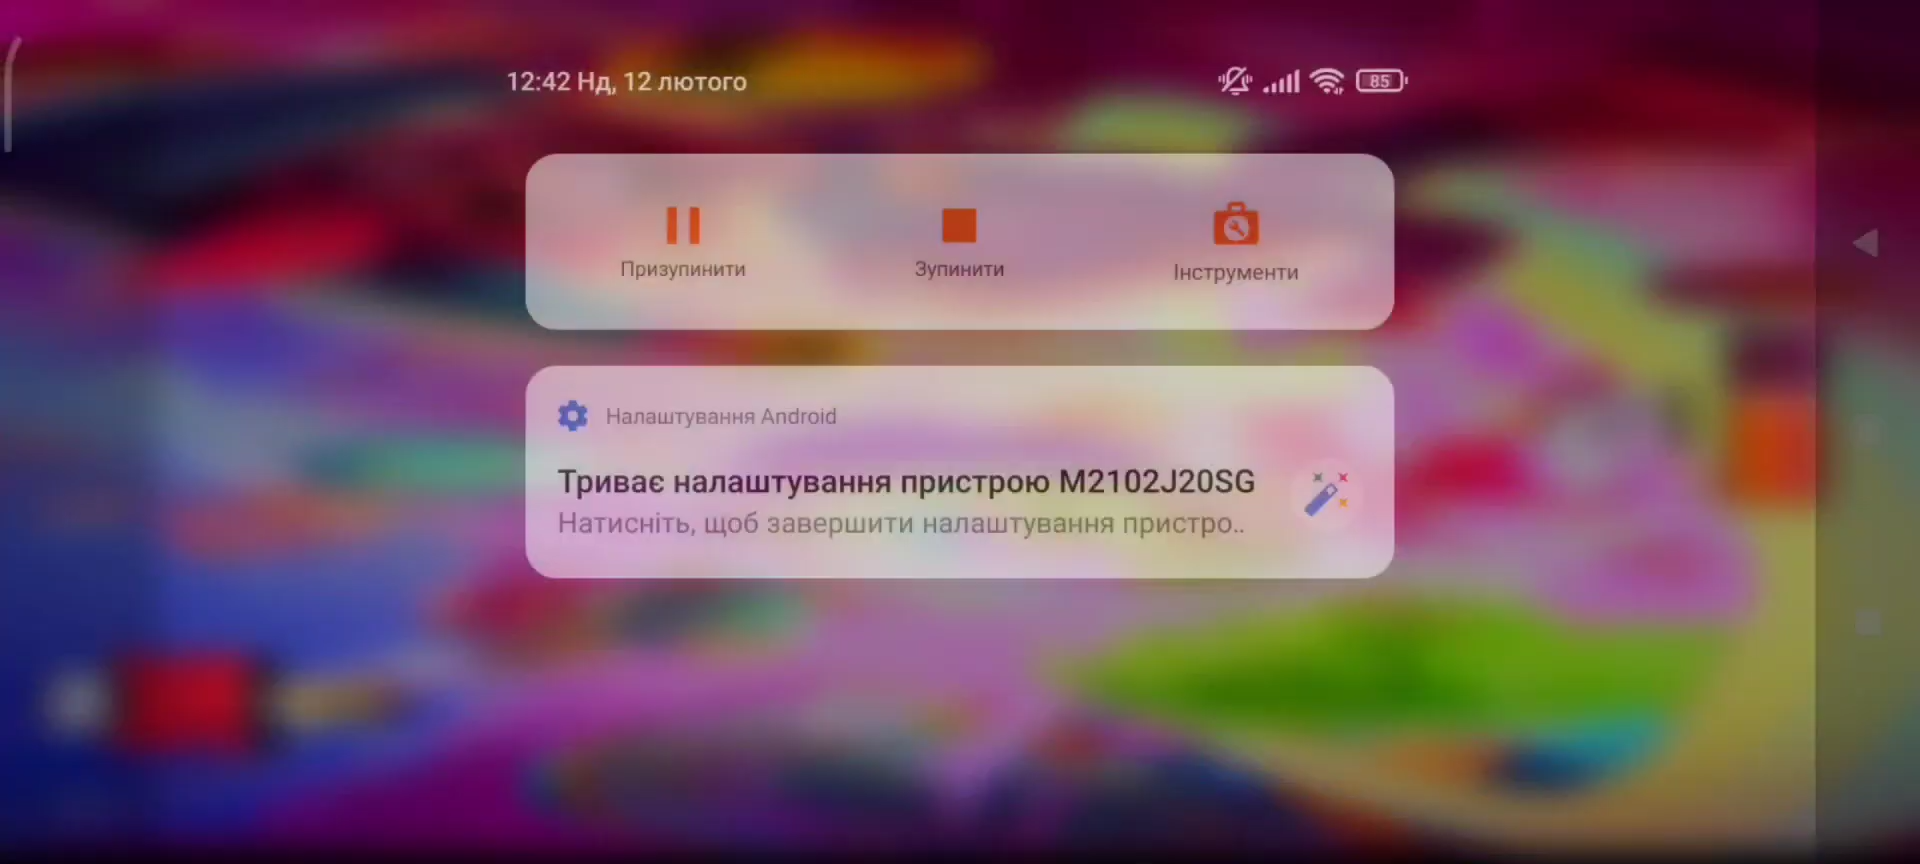 12:42 Нд, 12 лютого
85
Призупинити
Зупинити
Інструменти
Налаштування Android
Триває налаштування пристрою M2102J20SG
Натисніть, щоб завершити налаштування пристро..